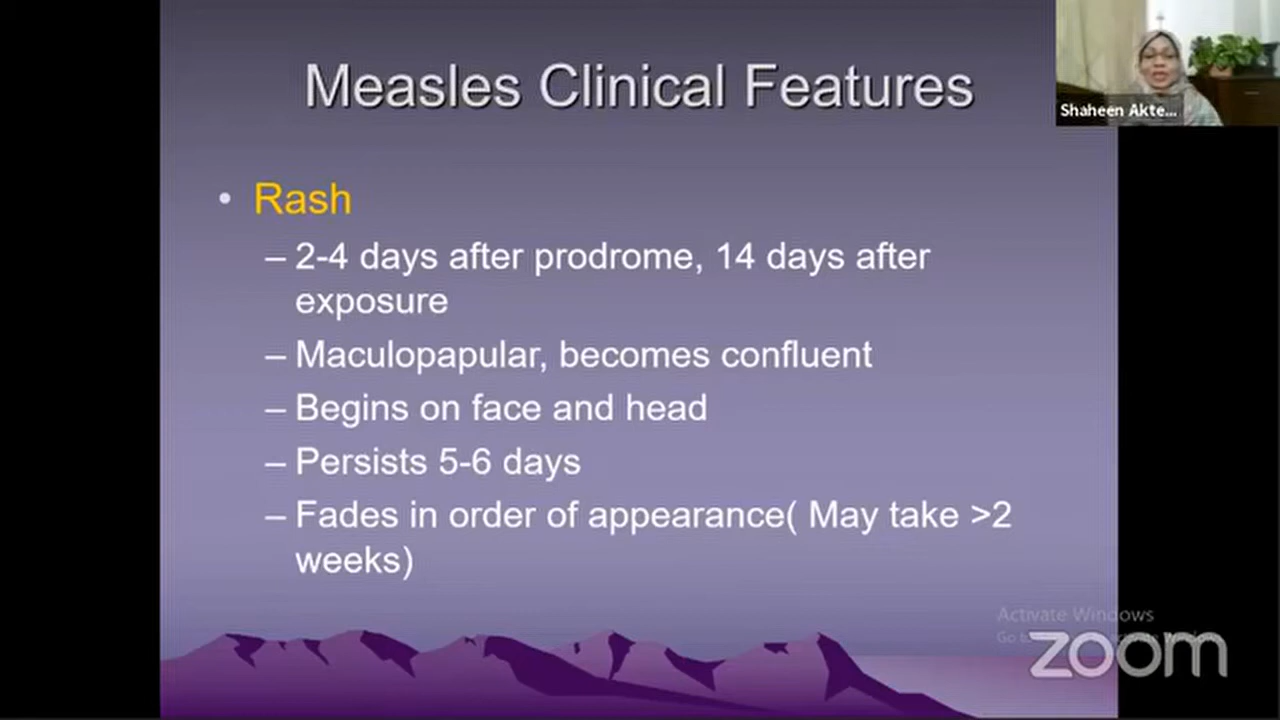 Measles Clinical Features
Shaheen Akte...
• Rash
– 2-4 days after prodrome, 14 days after
exposure
– Maculopapular, becomes confluent
– Begins on face and head
– Persists 5-6 days
– Fades in order of appearance( May take >2
weeks)
Activate Windows
zoom